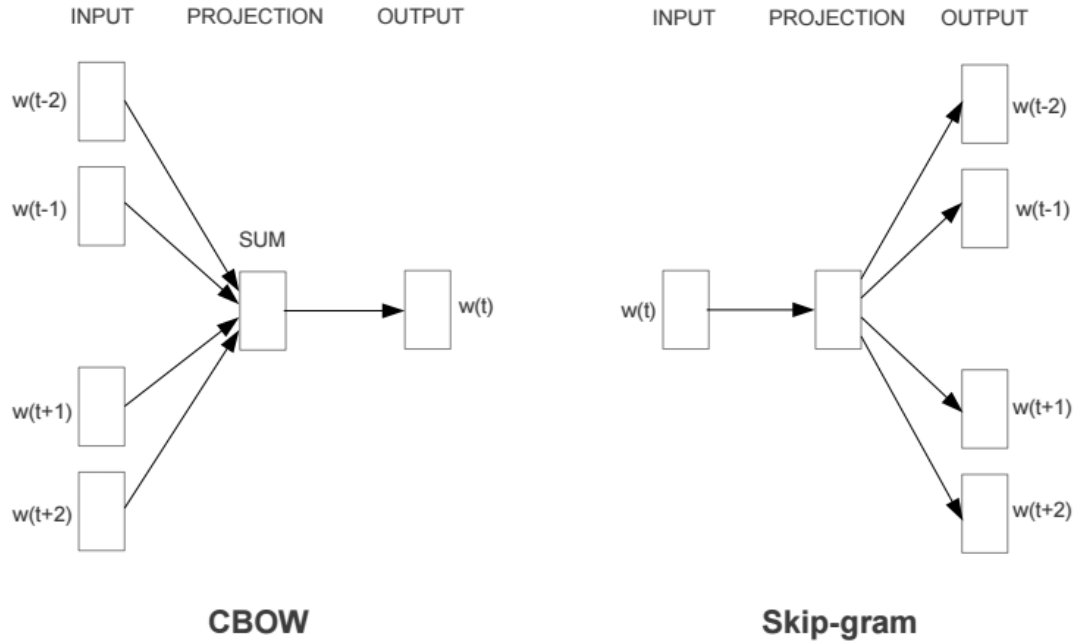 INPUT PROJECTION OUTPUT
w(t-2)
w(t-1)
SUM
w(t)
w(t+1)
w(t+2)
CBOW
INPUT PROJECTION OUTPUT
w(t-2)
w(t-1)
w(t)
w(t+1)
w(t+2)
Skip-gram